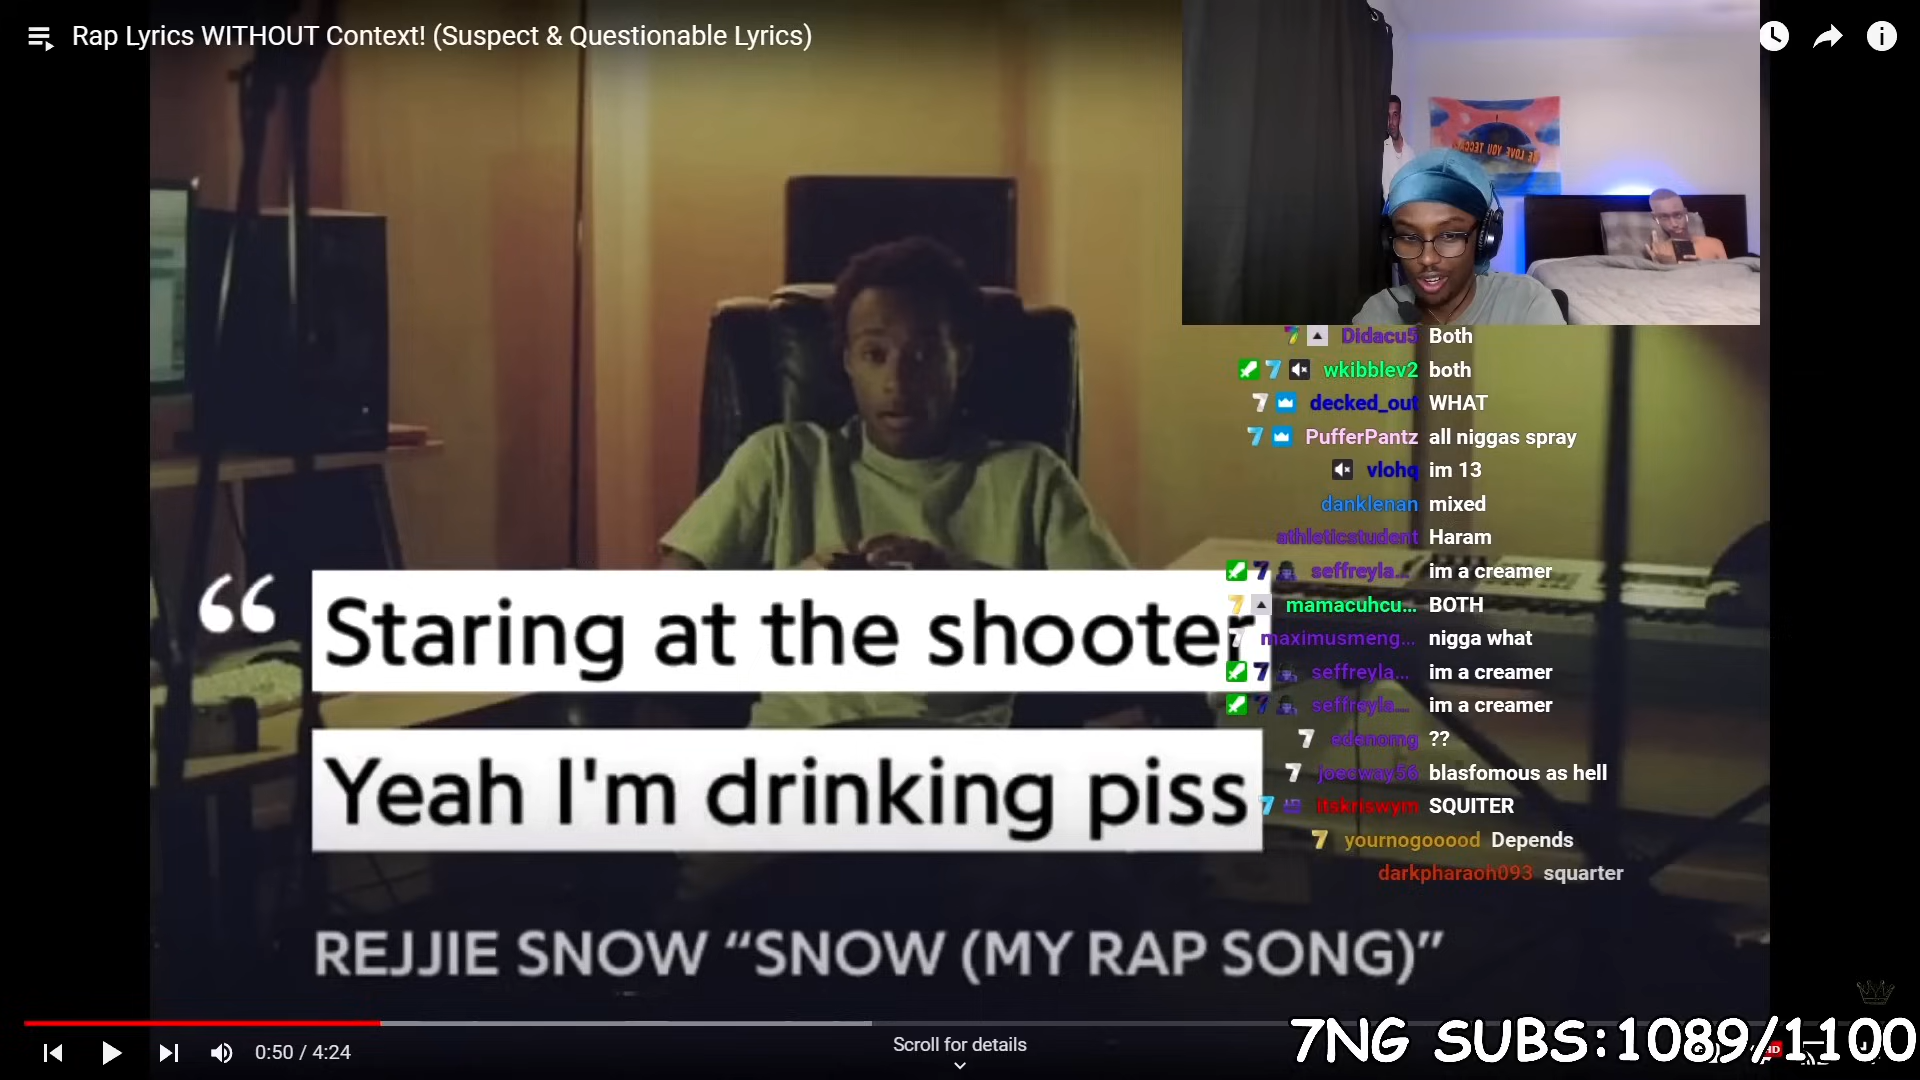 Rap Lyrics WITHOUT Context! (Suspect & Questionable Lyrics)
Didacu5 Both
wkibblev2 both
decked_out WHAT
PufferPantz all niggas spray
vlohq im 13
danklenan mixed
athleticstudent Haram
seffreyla... im a creamer
mamacuhcu... BOTH
maximusmeng... nigga what
seffreyla... im a creamer
seffreyla... im a creamer
edenomg ??
joeeway56 blasfomous as hell
itskriswym SQUITER
yournogooood Depends
darkpharaoh093 squarter
“ Staring at the shooter
Yeah I'm drinking piss
REJJIE SNOW “SNOW (MY RAP SONG)”
0:50 / 4:24
Scroll for details
7NG SUBS:1089/1100
HD